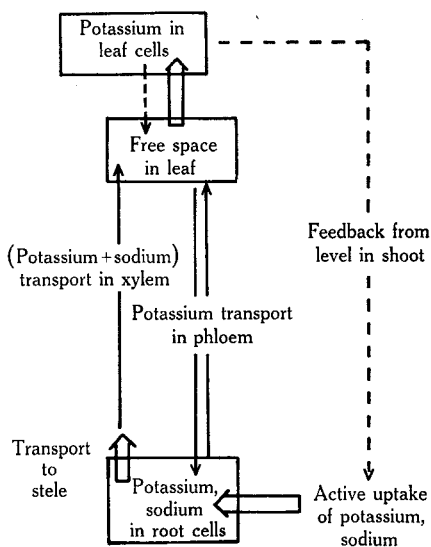 Potassium in
leaf cells
Free space
in leaf
Feedback from
level in shoot
(Potassium + sodium)
transport in xylem
Potassium transport
in phloem
Transport
to
stele
Potassium,
sodium
in root cells
Active uptake
of potassium,
sodium